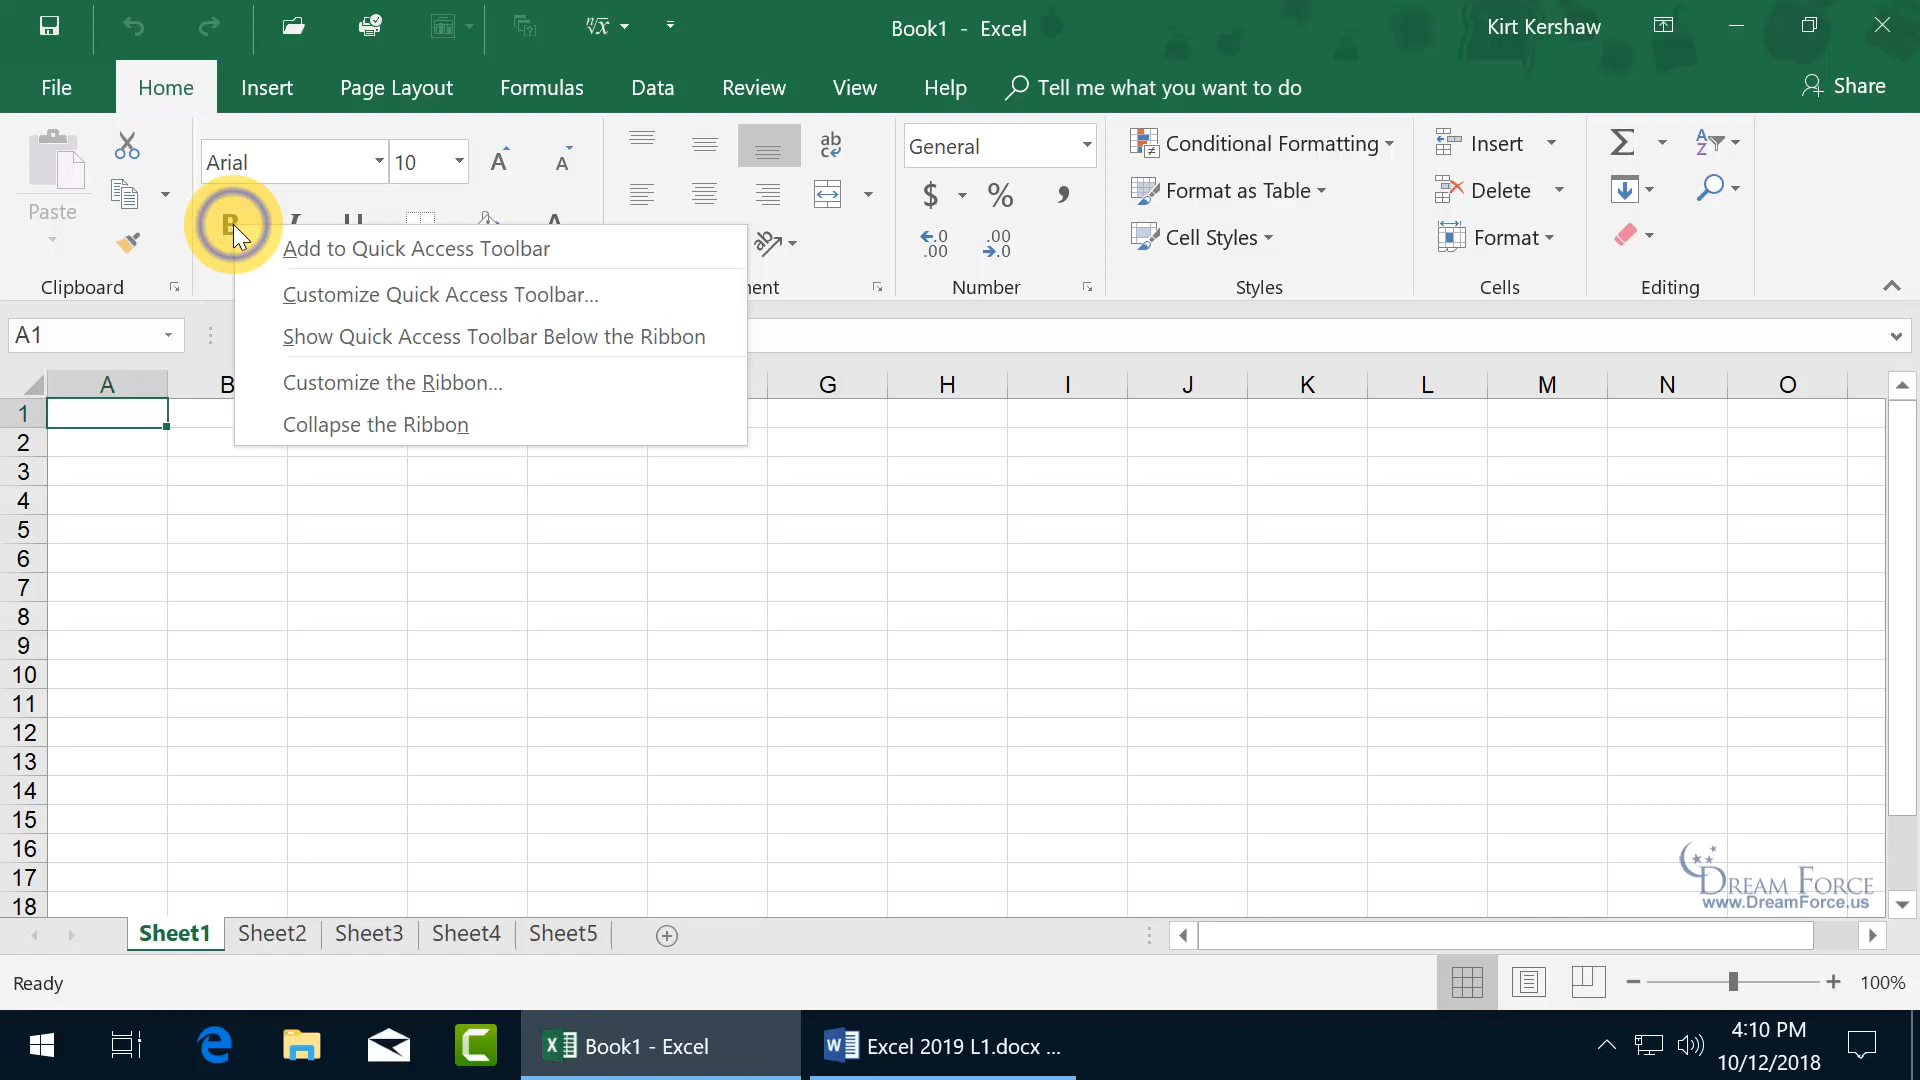 Book1 - Excel
Kirt Kershaw
File Home Insert Page Layout Formulas Data Review View Help Tell me what you want to do Share
Paste
Clipboard
Arial 10
B
ab
General
$ % ,
.00
.00 .0
Number
Conditional Formatting
Format as Table
Cell Styles
Styles
Insert
Delete
Format
Cells
Editing
Add to Quick Access Toolbar
Customize Quick Access Toolbar...
Show Quick Access Toolbar Below the Ribbon
Customize the Ribbon...
Collapse the Ribbon
A1
A B G H I J K L M N O
1
2
3
4
5
6
7
8
9
10
11
12
13
14
15
16
17
18
DREAM FORCE
www.DreamForce.us
Sheet1 Sheet2 Sheet3 Sheet4 Sheet5
Ready
100%
Book1 - Excel
Excel 2019 L1.docx ...
4:10 PM
10/12/2018